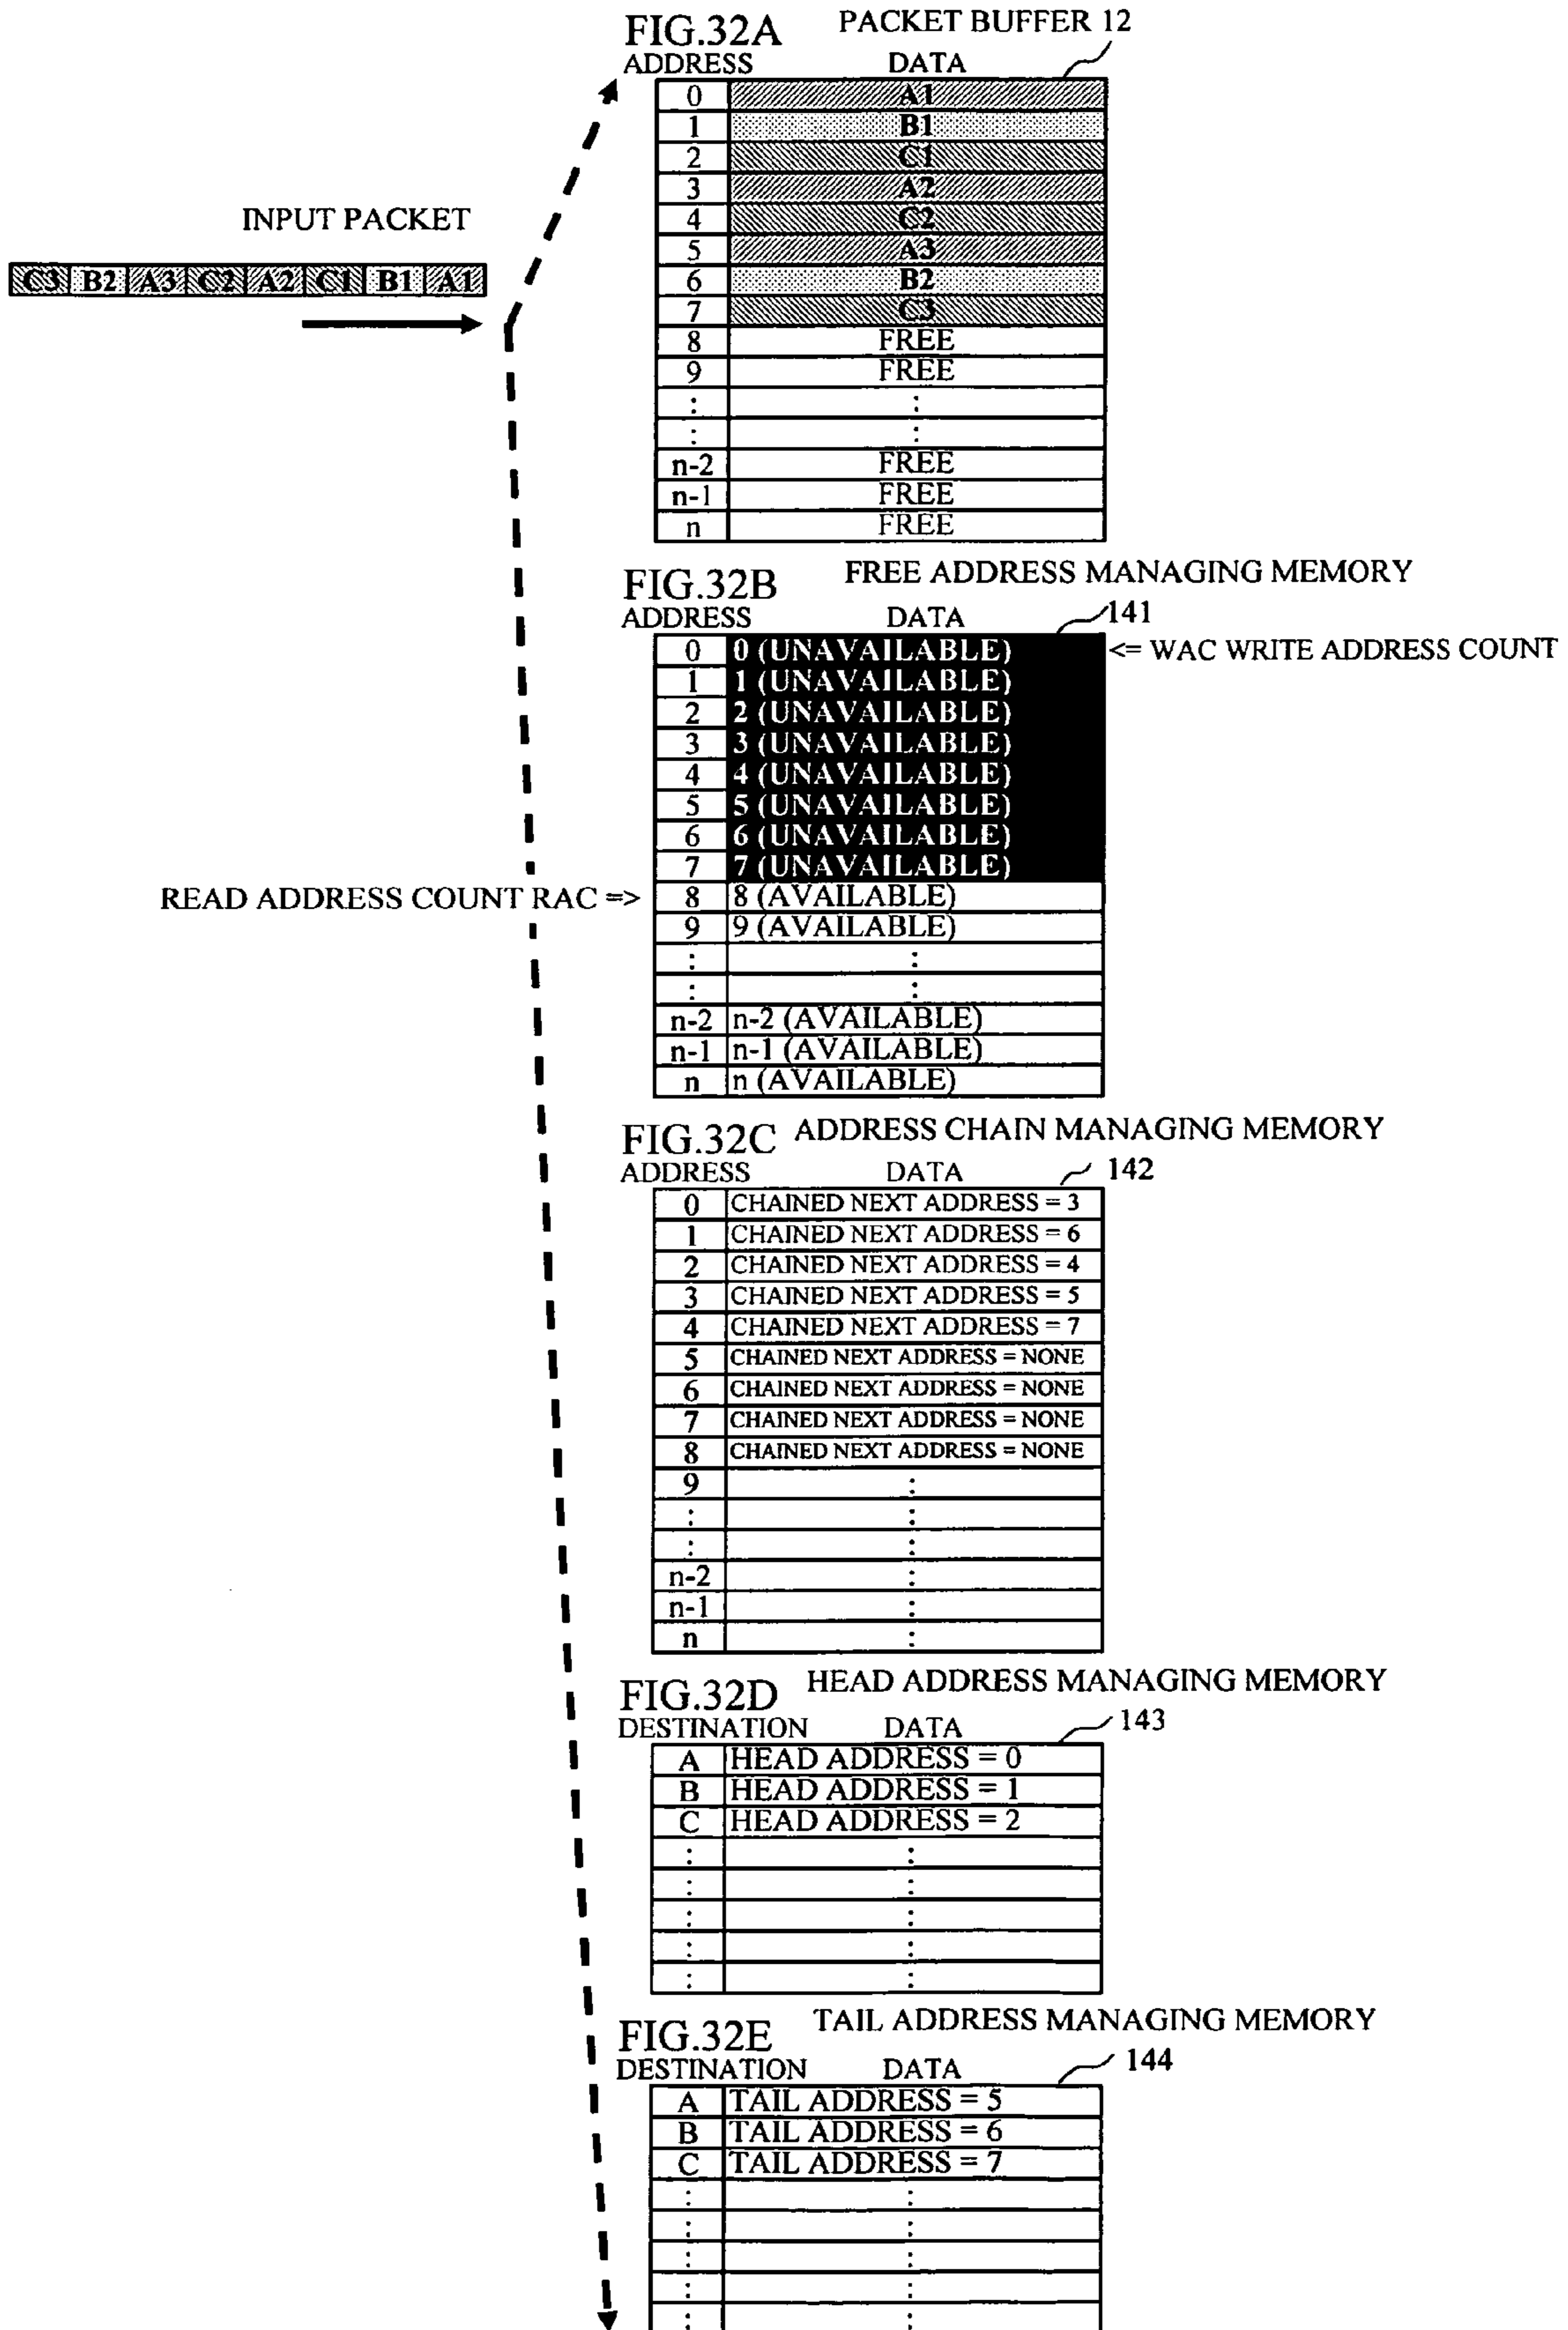 FIG.32A PACKET BUFFER 12
ADDRESS DATA
0 A1
1 B1
2 C1
3 A2
4 C2
5 A3
6 B2
7 C3
8 FREE
9 FREE
: :
: :
n-2 FREE
n-1 FREE
n FREE
INPUT PACKET
C3 B2 A3 C2 A2 C1 B1 A1
FIG.32B FREE ADDRESS MANAGING MEMORY
ADDRESS DATA 141
0 0 (UNAVAILABLE) <= WAC WRITE ADDRESS COUNT
1 1 (UNAVAILABLE)
2 2 (UNAVAILABLE)
3 3 (UNAVAILABLE)
4 4 (UNAVAILABLE)
5 5 (UNAVAILABLE)
6 6 (UNAVAILABLE)
7 7 (UNAVAILABLE)
READ ADDRESS COUNT RAC => 8 8 (AVAILABLE)
9 9 (AVAILABLE)
: :
: :
n-2 n-2 (AVAILABLE)
n-1 n-1 (AVAILABLE)
n n (AVAILABLE)
FIG.32C ADDRESS CHAIN MANAGING MEMORY
ADDRESS DATA 142
0 CHAINED NEXT ADDRESS = 3
1 CHAINED NEXT ADDRESS = 6
2 CHAINED NEXT ADDRESS = 4
3 CHAINED NEXT ADDRESS = 5
4 CHAINED NEXT ADDRESS = 7
5 CHAINED NEXT ADDRESS = NONE
6 CHAINED NEXT ADDRESS = NONE
7 CHAINED NEXT ADDRESS = NONE
8 CHAINED NEXT ADDRESS = NONE
9 :
: :
: :
n-2 :
n-1 :
n :
FIG.32D HEAD ADDRESS MANAGING MEMORY
DESTINATION DATA 143
A HEAD ADDRESS = 0
B HEAD ADDRESS = 1
C HEAD ADDRESS = 2
: :
: :
: :
: :
: :
FIG.32E TAIL ADDRESS MANAGING MEMORY
DESTINATION DATA 144
A TAIL ADDRESS = 5
B TAIL ADDRESS = 6
C TAIL ADDRESS = 7
: :
: :
: :
: :
: :